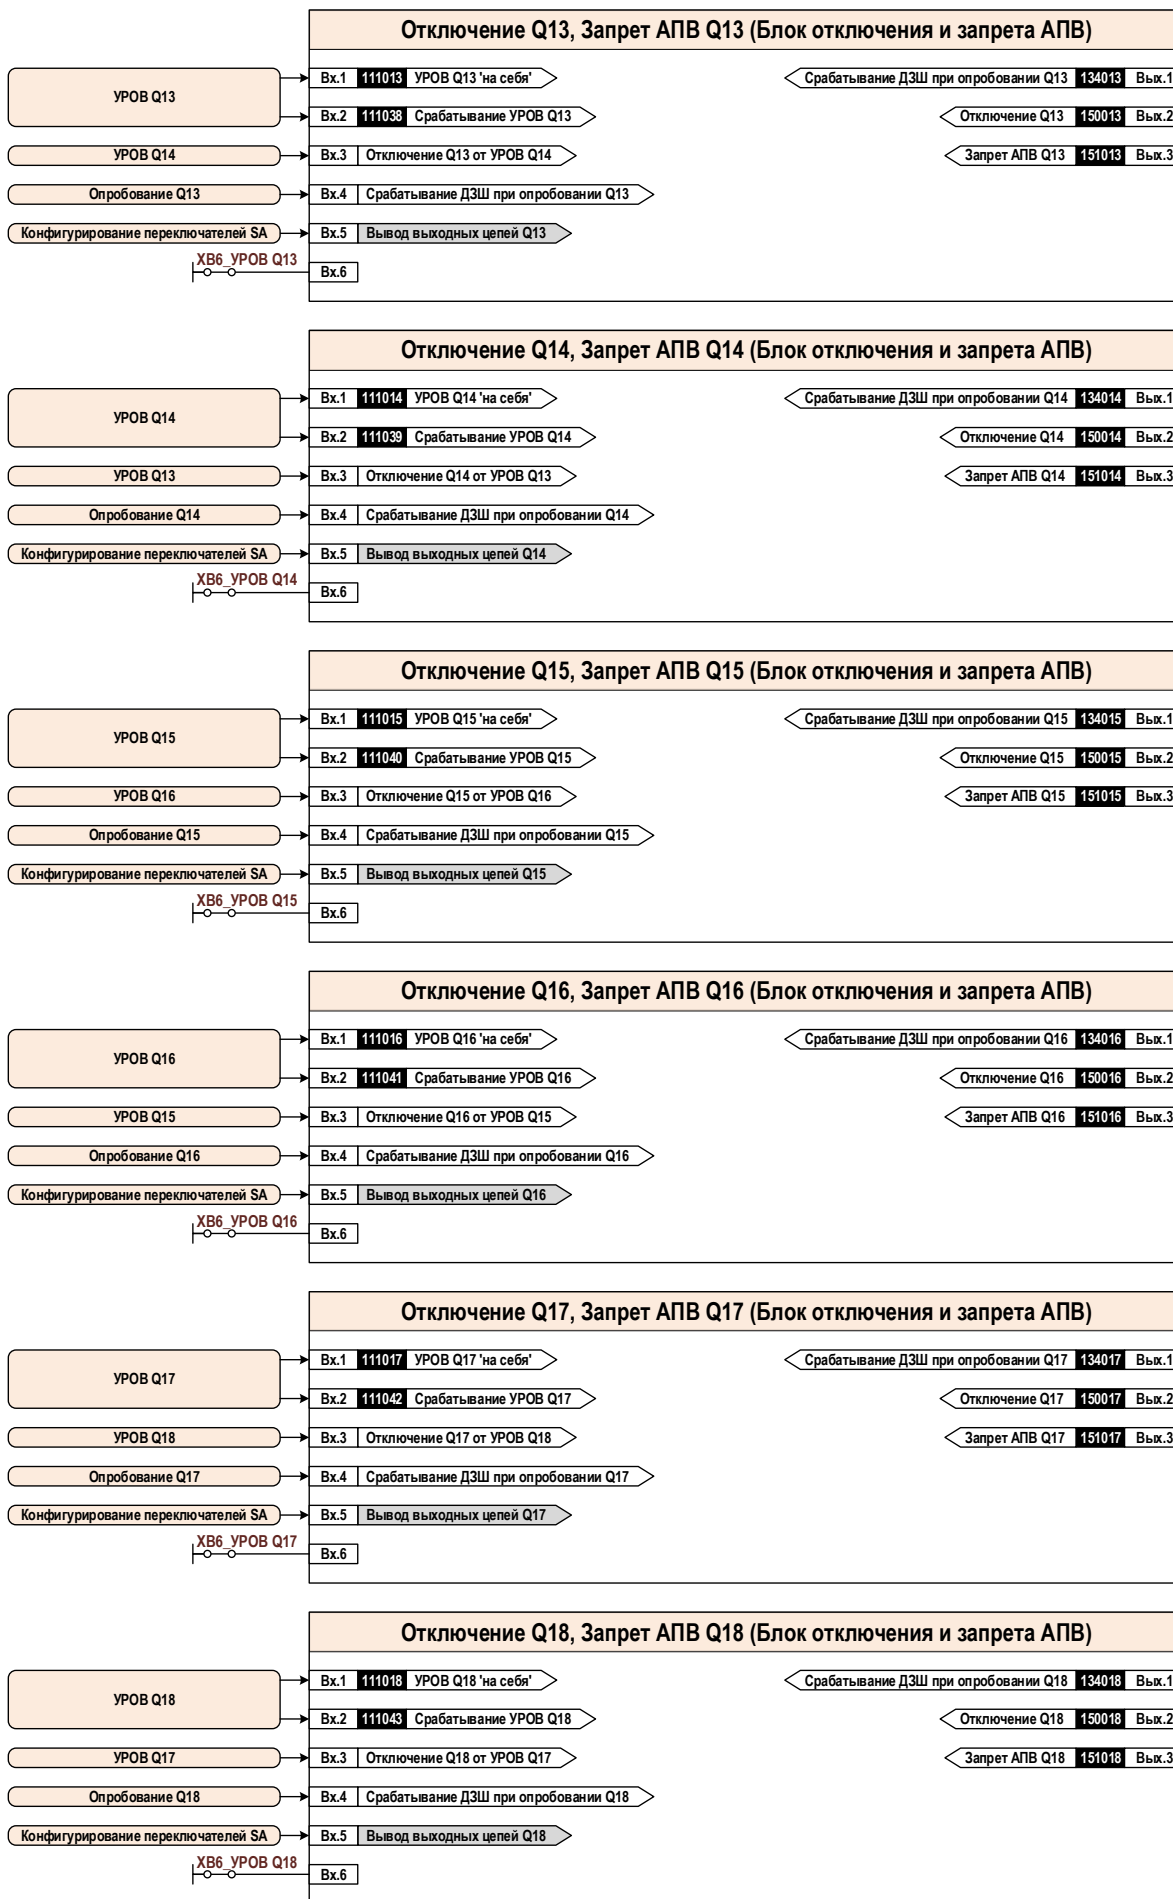 Отключение Q13, Запрет АПВ Q13 (Блок отключения и запрета АПВ)
УРОВ Q13
Вх.1 111013 УРОВ Q13 'на себя'
Срабатывание ДЗШ при опробовании Q13 134013 Вых.1
Вх.2 111038 Срабатывание УРОВ Q13
Отключение Q13 150013 Вых.2
УРОВ Q14
Вх.3 Отключение Q13 от УРОВ Q14
Запрет АПВ Q13 151013 Вых.3
Опробование Q13
Вх.4 Срабатывание ДЗШ при опробовании Q13
Конфигурирование переключателей SA
Вх.5 Вывод выходных цепей Q13
XB6_УРОВ Q13
Вх.6
Отключение Q14, Запрет АПВ Q14 (Блок отключения и запрета АПВ)
УРОВ Q14
Вх.1 111014 УРОВ Q14 'на себя'
Срабатывание ДЗШ при опробовании Q14 134014 Вых.1
Вх.2 111039 Срабатывание УРОВ Q14
Отключение Q14 150014 Вых.2
УРОВ Q13
Вх.3 Отключение Q14 от УРОВ Q13
Запрет АПВ Q14 151014 Вых.3
Опробование Q14
Вх.4 Срабатывание ДЗШ при опробовании Q14
Конфигурирование переключателей SA
Вх.5 Вывод выходных цепей Q14
XB6_УРОВ Q14
Вх.6
Отключение Q15, Запрет АПВ Q15 (Блок отключения и запрета АПВ)
УРОВ Q15
Вх.1 111015 УРОВ Q15 'на себя'
Срабатывание ДЗШ при опробовании Q15 134015 Вых.1
Вх.2 111040 Срабатывание УРОВ Q15
Отключение Q15 150015 Вых.2
УРОВ Q16
Вх.3 Отключение Q15 от УРОВ Q16
Запрет АПВ Q15 151015 Вых.3
Опробование Q15
Вх.4 Срабатывание ДЗШ при опробовании Q15
Конфигурирование переключателей SA
Вх.5 Вывод выходных цепей Q15
XB6_УРОВ Q15
Вх.6
Отключение Q16, Запрет АПВ Q16 (Блок отключения и запрета АПВ)
УРОВ Q16
Вх.1 111016 УРОВ Q16 'на себя'
Срабатывание ДЗШ при опробовании Q16 134016 Вых.1
Вх.2 111041 Срабатывание УРОВ Q16
Отключение Q16 150016 Вых.2
УРОВ Q15
Вх.3 Отключение Q16 от УРОВ Q15
Запрет АПВ Q16 151016 Вых.3
Опробование Q16
Вх.4 Срабатывание ДЗШ при опробовании Q16
Конфигурирование переключателей SA
Вх.5 Вывод выходных цепей Q16
XB6_УРОВ Q16
Вх.6
Отключение Q17, Запрет АПВ Q17 (Блок отключения и запрета АПВ)
УРОВ Q17
Вх.1 111017 УРОВ Q17 'на себя'
Срабатывание ДЗШ при опробовании Q17 134017 Вых.1
Вх.2 111042 Срабатывание УРОВ Q17
Отключение Q17 150017 Вых.2
УРОВ Q18
Вх.3 Отключение Q17 от УРОВ Q18
Запрет АПВ Q17 151017 Вых.3
Опробование Q17
Вх.4 Срабатывание ДЗШ при опробовании Q17
Конфигурирование переключателей SA
Вх.5 Вывод выходных цепей Q17
XB6_УРОВ Q17
Вх.6
Отключение Q18, Запрет АПВ Q18 (Блок отключения и запрета АПВ)
УРОВ Q18
Вх.1 111018 УРОВ Q18 'на себя'
Срабатывание ДЗШ при опробовании Q18 134018 Вых.1
Вх.2 111043 Срабатывание УРОВ Q18
Отключение Q18 150018 Вых.2
УРОВ Q17
Вх.3 Отключение Q18 от УРОВ Q17
Запрет АПВ Q18 151018 Вых.3
Опробование Q18
Вх.4 Срабатывание ДЗШ при опробовании Q18
Конфигурирование переключателей SA
Вх.5 Вывод выходных цепей Q18
XB6_УРОВ Q18
Вх.6